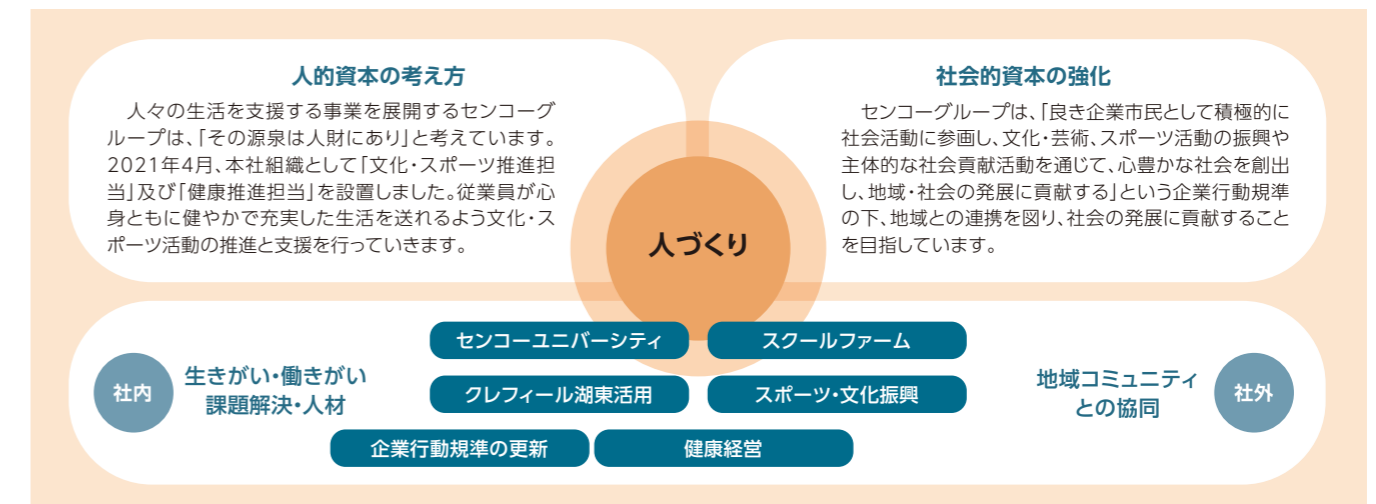 人的資本の考え方
人々の生活を支援する事業を展開するセンコーグ
ループは、「その源泉は人財にあり」と考えています。
2021年4月、本社組織として「文化・スポーツ推進担
当」及び「健康推進担当」を設置しました。従業員が心
身ともに健やかで充実した生活を送れるよう文化・ス
ポーツ活動の推進と支援を行っていきます。
社会的資本の強化
センコーグループは、「良き企業市民として積極的に
社会活動に参画し、文化・芸術、スポーツ活動の振興や
主体的な社会貢献活動を通じて、心豊かな社会を創出
し、地域・社会の発展に貢献する」という企業行動規準
の下、地域との連携を図り、社会の発展に貢献すること
を目指しています。
人づくり
社内
生きがい・働きがい
課題解決・人材
センコーユニバーシティ
スクールファーム
クレフィール湖東活用
スポーツ・文化振興
企業行動規準の更新
健康経営
地域コミュニティ
との協同
社外